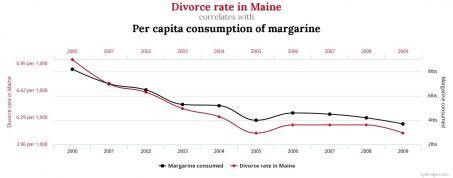 Divorce rate in Maine
correlates with
Per capita consumption of margarine
2000 2001 2002 2003 2004 2005 2006 2007 2008 2009
4.95 per 1,000
8lbs
4.62 per 1,000
6lbs
4.29 per 1,000
4lbs
3.96 per 1,000
2lbs
Divorce rate in Maine
Margarine consumed
2000 2001 2002 2003 2004 2005 2006 2007 2008 2009
Margarine consumed Divorce rate in Maine
tylervigen.com